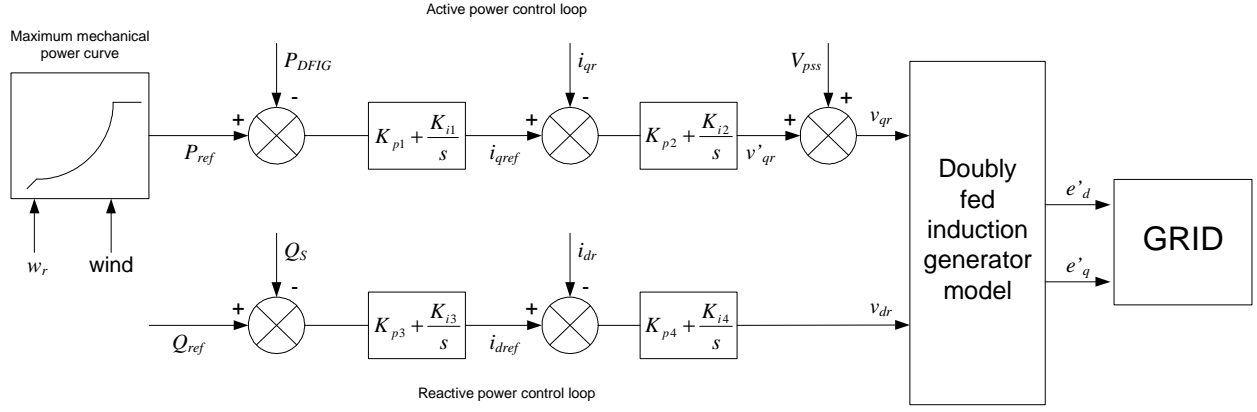 Active power control loop
Maximum mechanical
power curve
P_DFIG
-
i_qr
-
V_pss
+
+
P_ref
K_p1 + K_i1/s
+
i_qref
K_p2 + K_i2/s
+
v'_qr
v_qr
w_r
wind
Doubly
fed
induction
generator
model
e'_d
e'_q
GRID
Q_S
-
i_dr
-
+
Q_ref
K_p3 + K_i3/s
+
i_dref
K_p4 + K_i4/s
v_dr
Reactive power control loop